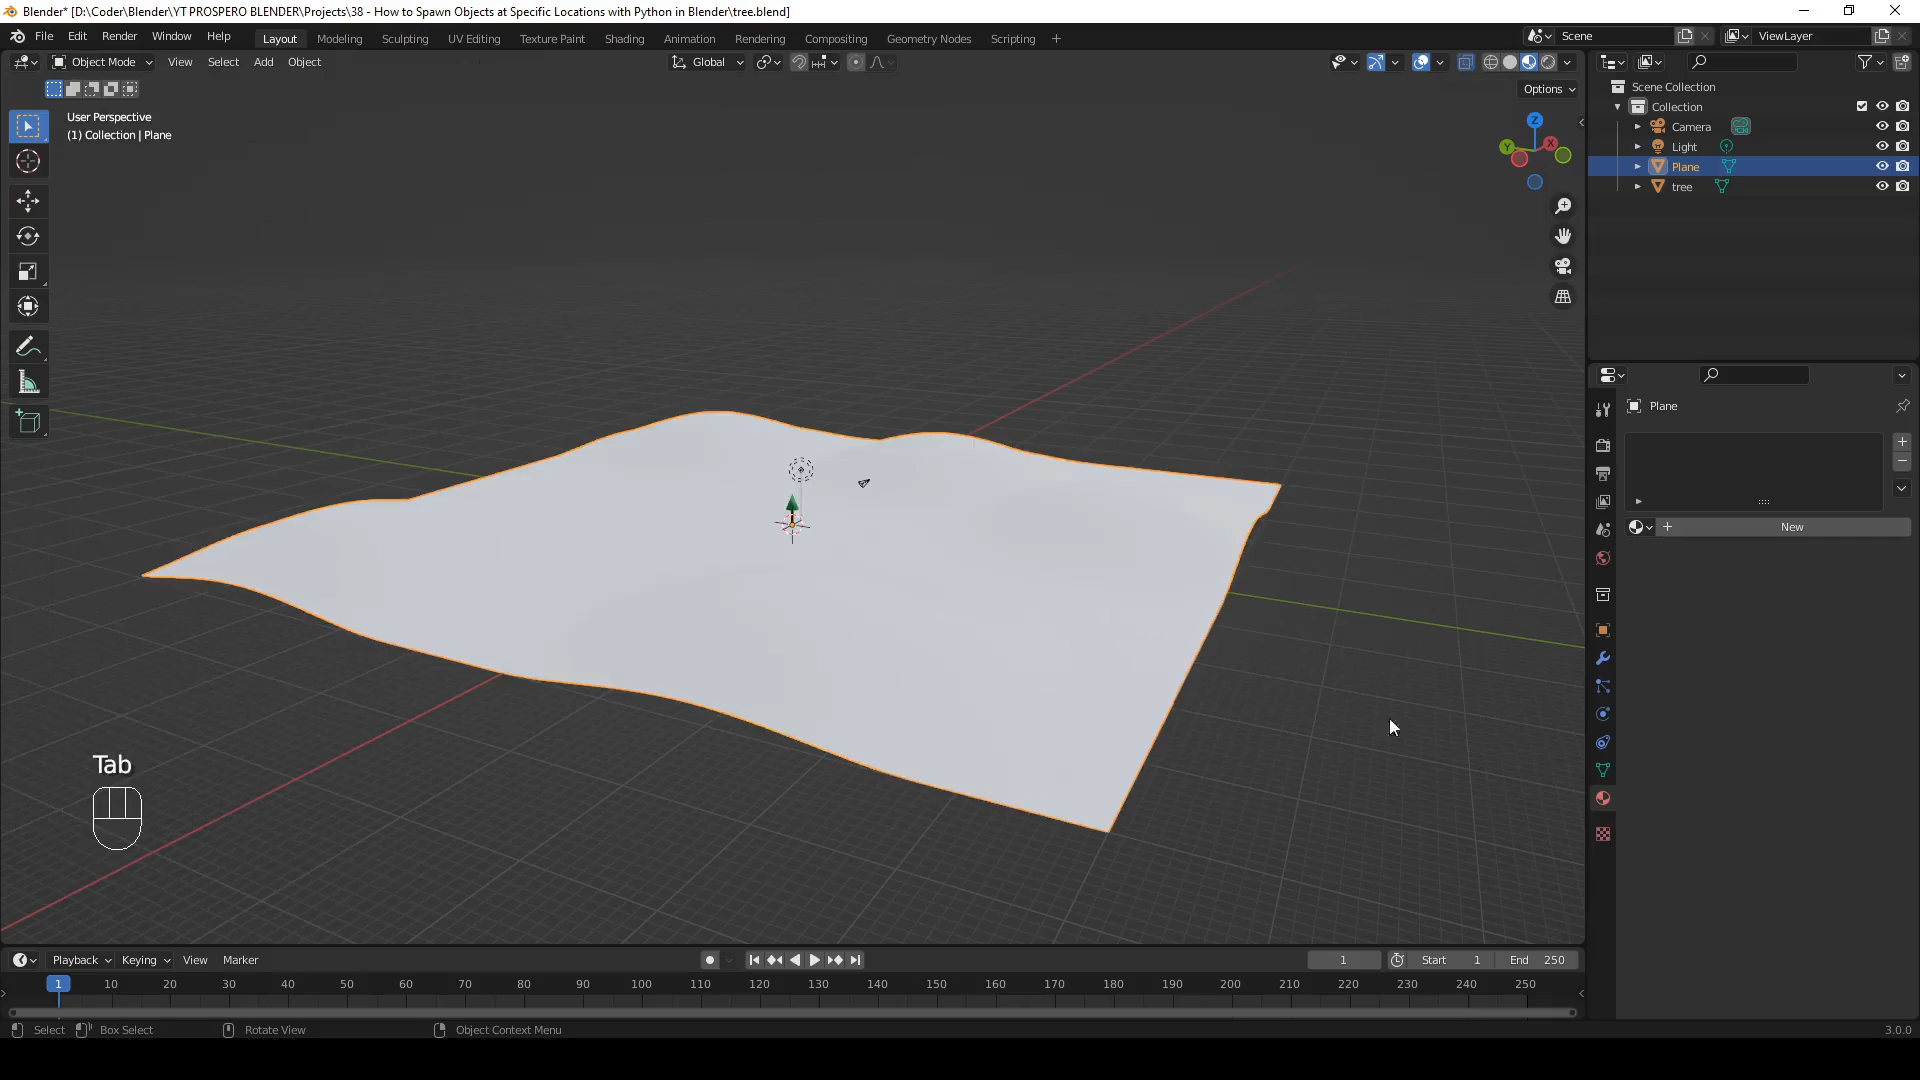 Blender* [D:\Coder\Blender\YT PROSPERO BLENDER\Projects\38 - How to Spawn Objects at Specific Locations with Python in Blender\tree.blend]
File Edit Render Window Help Layout Modeling Sculpting UV Editing Texture Paint Shading Animation Rendering Compositing Geometry Nodes Scripting + Scene ViewLayer
Object Mode View Select Add Object Global
Options
User Perspective
(1) Collection | Plane
X
Y
Z
Scene Collection
Collection
Camera
Light
Plane
tree
Plane
New
Tab
Playback Keying View Marker 1 Start 1 End 250
1 10 20 30 40 50 60 70 80 90 100 110 120 130 140 150 160 170 180 190 200 210 220 230 240 250
Select Box Select Rotate View Object Context Menu 3.0.0